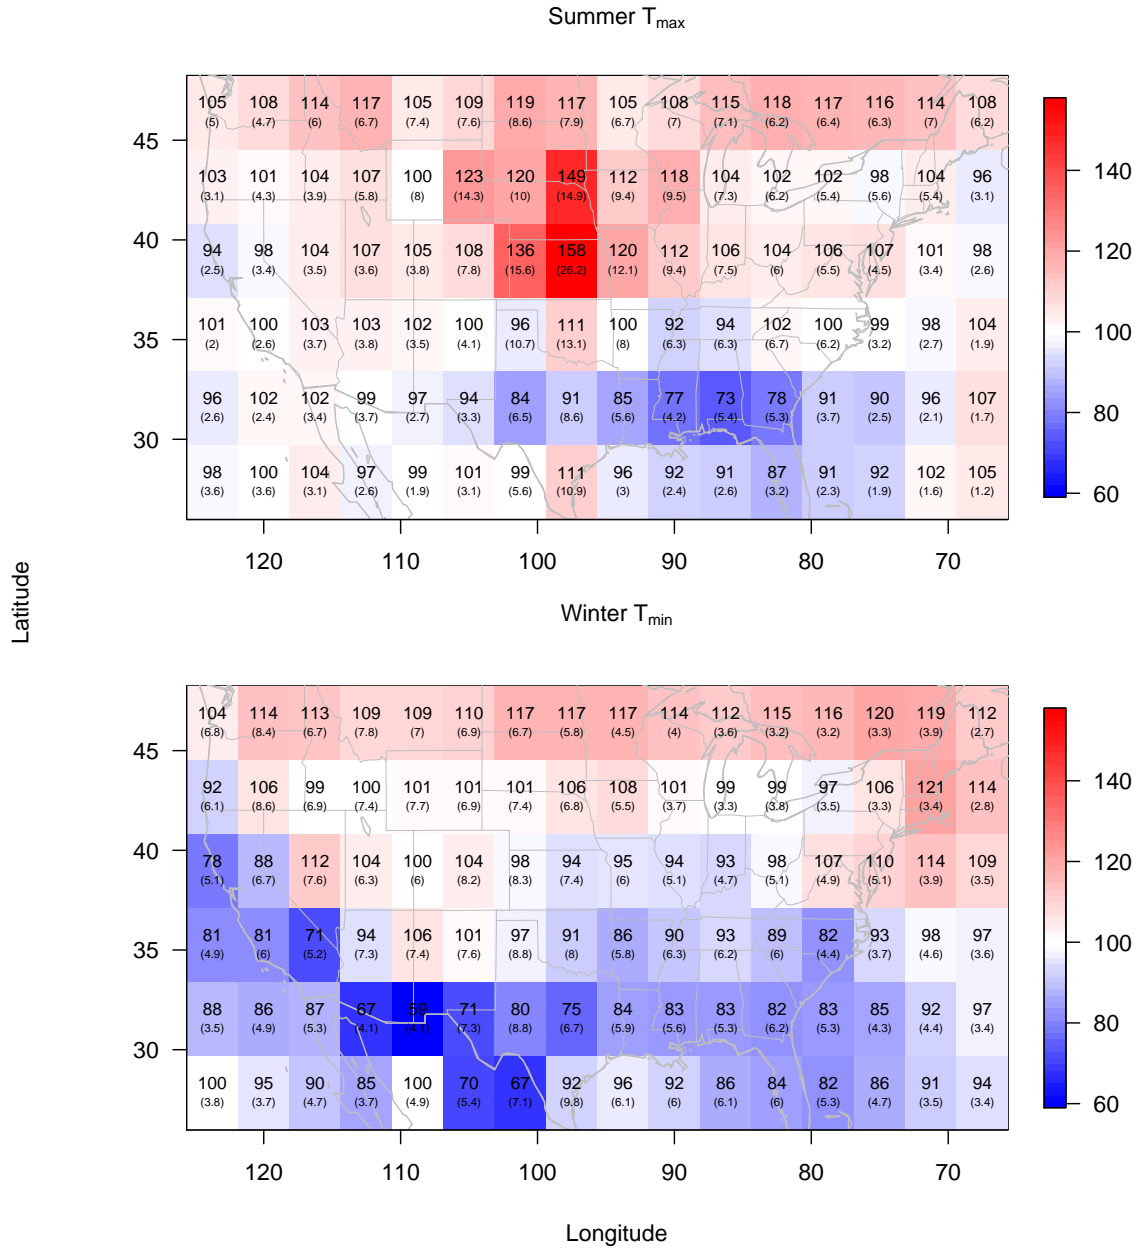 Summer Tmax
105 108 114 117 105 109 119 117 105 108 115 118 117 116 114 108
(5) (4.7) (6) (6.7) (7.4) (7.6) (8.6) (7.9) (6.7) (7) (7.1) (6.2) (6.4) (6.3) (7) (6.2)
45
140
103 101 104 107 100 123 120 149 112 118 104 102 102 98 104 96
(3.1) (4.3) (3.9) (5.8) (8) (14.3) (10) (14.9) (9.4) (9.5) (7.3) (6.2) (5.4) (5.6) (5.4) (3.1)
40
120
94 98 104 107 105 108 136 158 120 112 106 104 106 107 101 98
(2.5) (3.4) (3.5) (3.6) (3.8) (7.8) (15.6) (26.2) (12.1) (9.4) (7.5) (6) (5.5) (4.5) (3.4) (2.6)
101 100 103 103 102 100 96 111 100 92 94 102 100 99 98 104
35
100
(2) (2.6) (3.7) (3.8) (3.5) (4.1) (10.7) (13.1) (8) (6.3) (6.3) (6.7) (6.2) (3.2) (2.7) (1.9)
96 102 102 99 97 94 84 91 85 77 73 78 91 90 96 107
(2.6) (2.4) (3.4) (3.7) (2.7) (3.3) (6.5) (8.6) (5.6) (4.2) (5.4) (5.3) (3.7) (2.5) (2.1) (1.7)
80
30
98 100 104 97 99 101 99 111 96 92 91 87 91 92 102 105
(3.6) (3.6) (3.1) (2.6) (1.9) (3.1) (5.6) (10.9) (3) (2.4) (2.6) (3.2) (2.3) (1.9) (1.6) (1.2)
60
120 110 100 90 80 70
Latitude
Winter Tmin
104 114 113 109 109 110 117 117 117 114 112 115 116 120 119 112
(6.8) (8.4) (6.7) (7.8) (7) (6.9) (6.7) (5.8) (4.5) (4) (3.6) (3.2) (3.2) (3.3) (3.9) (2.7)
45
140
92 106 99 100 101 101 101 106 108 101 99 99 97 106 121 114
(6.1) (8.6) (6.9) (7.4) (7.7) (6.9) (7.4) (6.8) (5.5) (3.7) (3.3) (3.8) (3.5) (3.3) (3.4) (2.8)
40
120
78 88 112 104 100 104 98 94 95 94 93 98 107 110 114 109
(5.1) (6.7) (7.6) (6.3) (6) (8.2) (8.3) (7.4) (6) (5.1) (4.7) (5.1) (4.9) (5.1) (3.9) (3.5)
81 81 71 94 106 101 97 91 86 90 93 89 82 93 98 97
35
100
(4.9) (6) (5.2) (7.3) (7.4) (7.6) (8.8) (8) (5.8) (6.3) (6.2) (6) (4.4) (3.7) (4.6) (3.6)
88 86 87 67 59 71 80 75 84 83 83 82 83 85 92 97
(3.5) (4.9) (5.3) (4.1) (4.1) (7.3) (8.8) (6.7) (5.9) (5.6) (5.3) (6.2) (5.3) (4.3) (4.4) (3.4)
80
30
100 95 90 85 100 70 67 92 96 92 86 84 82 86 91 94
(3.8) (3.7) (4.7) (3.7) (4.9) (5.4) (7.1) (9.8) (6.1) (6) (6.1) (6) (5.3) (4.7) (3.5) (3.4)
60
120 110 100 90 80 70
Longitude